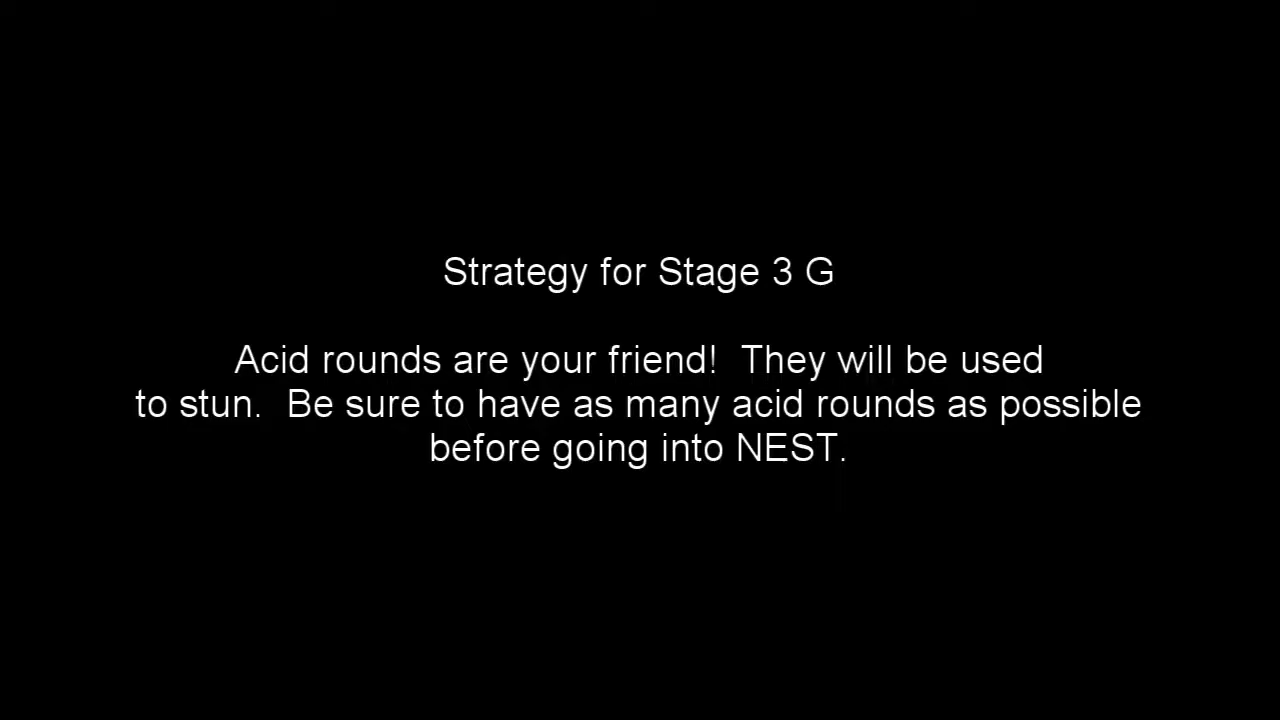 Strategy for Stage 3 G
Acid rounds are your friend!  They will be used
to stun.  Be sure to have as many acid rounds as possible
before going into NEST.